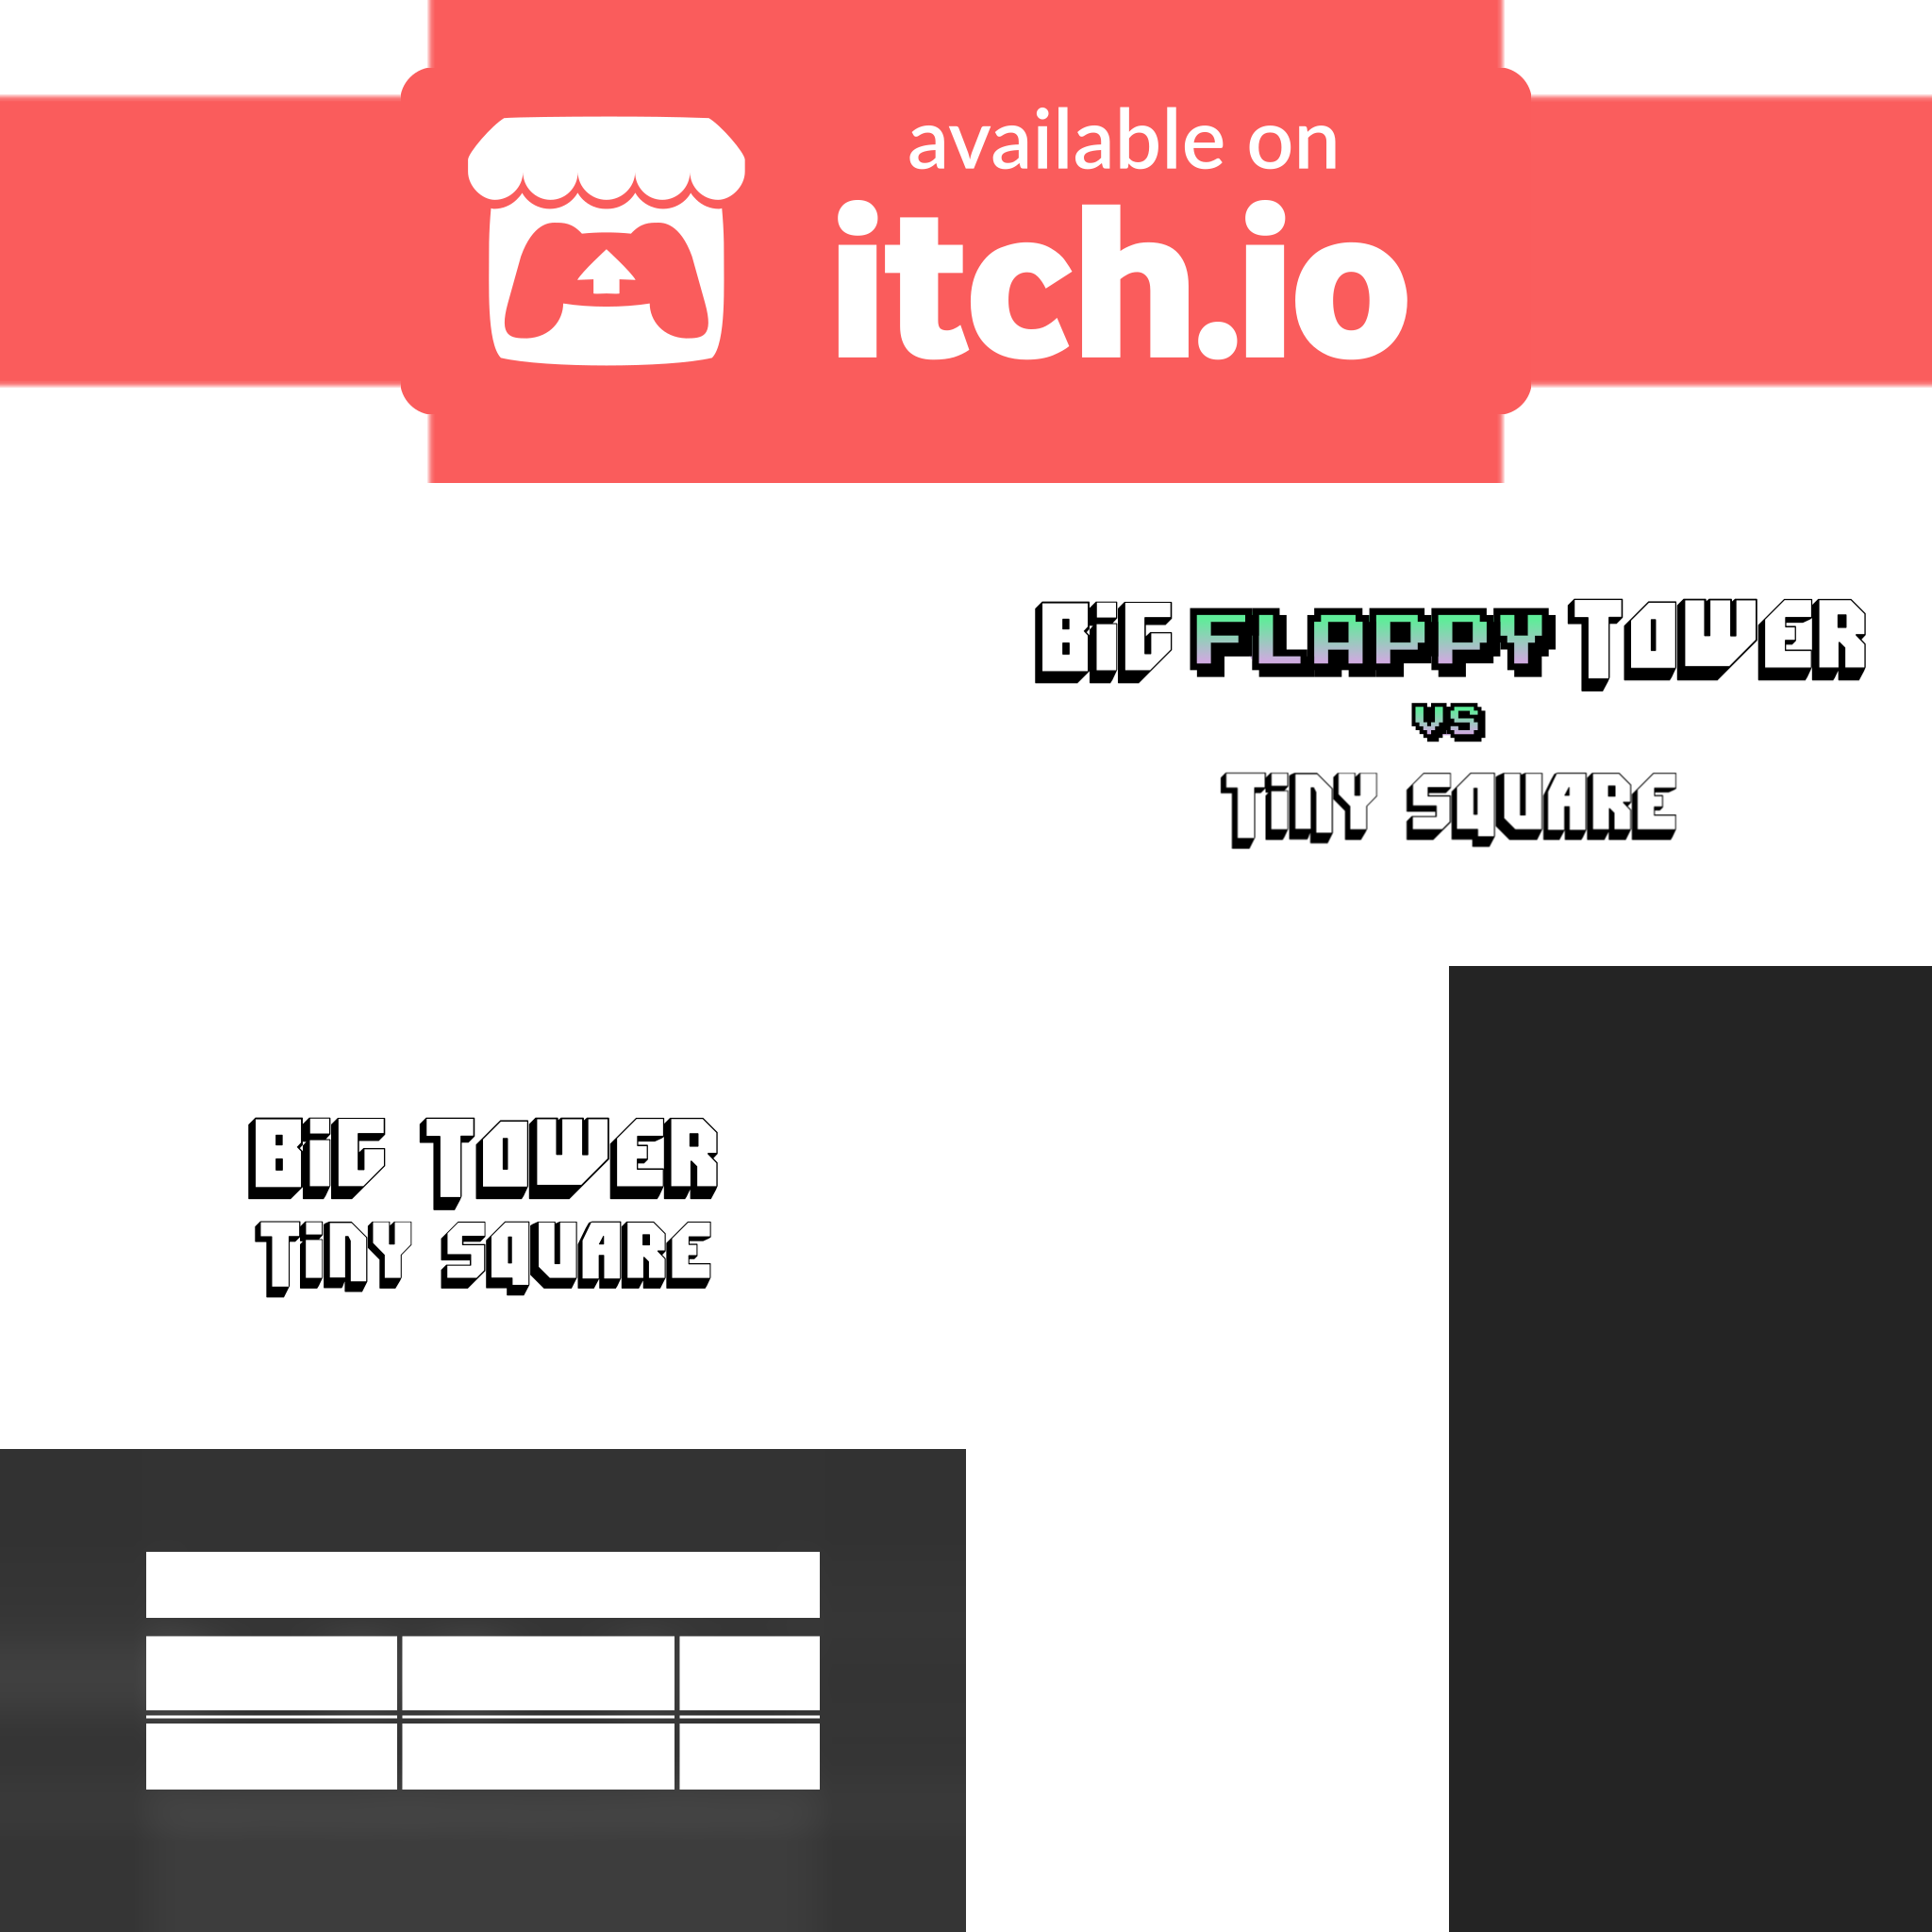 available on
itch.io
BiG FLAPPY TOWER
VS
TiNY SQUARE
BiG TOWER
TiNY SQUARE